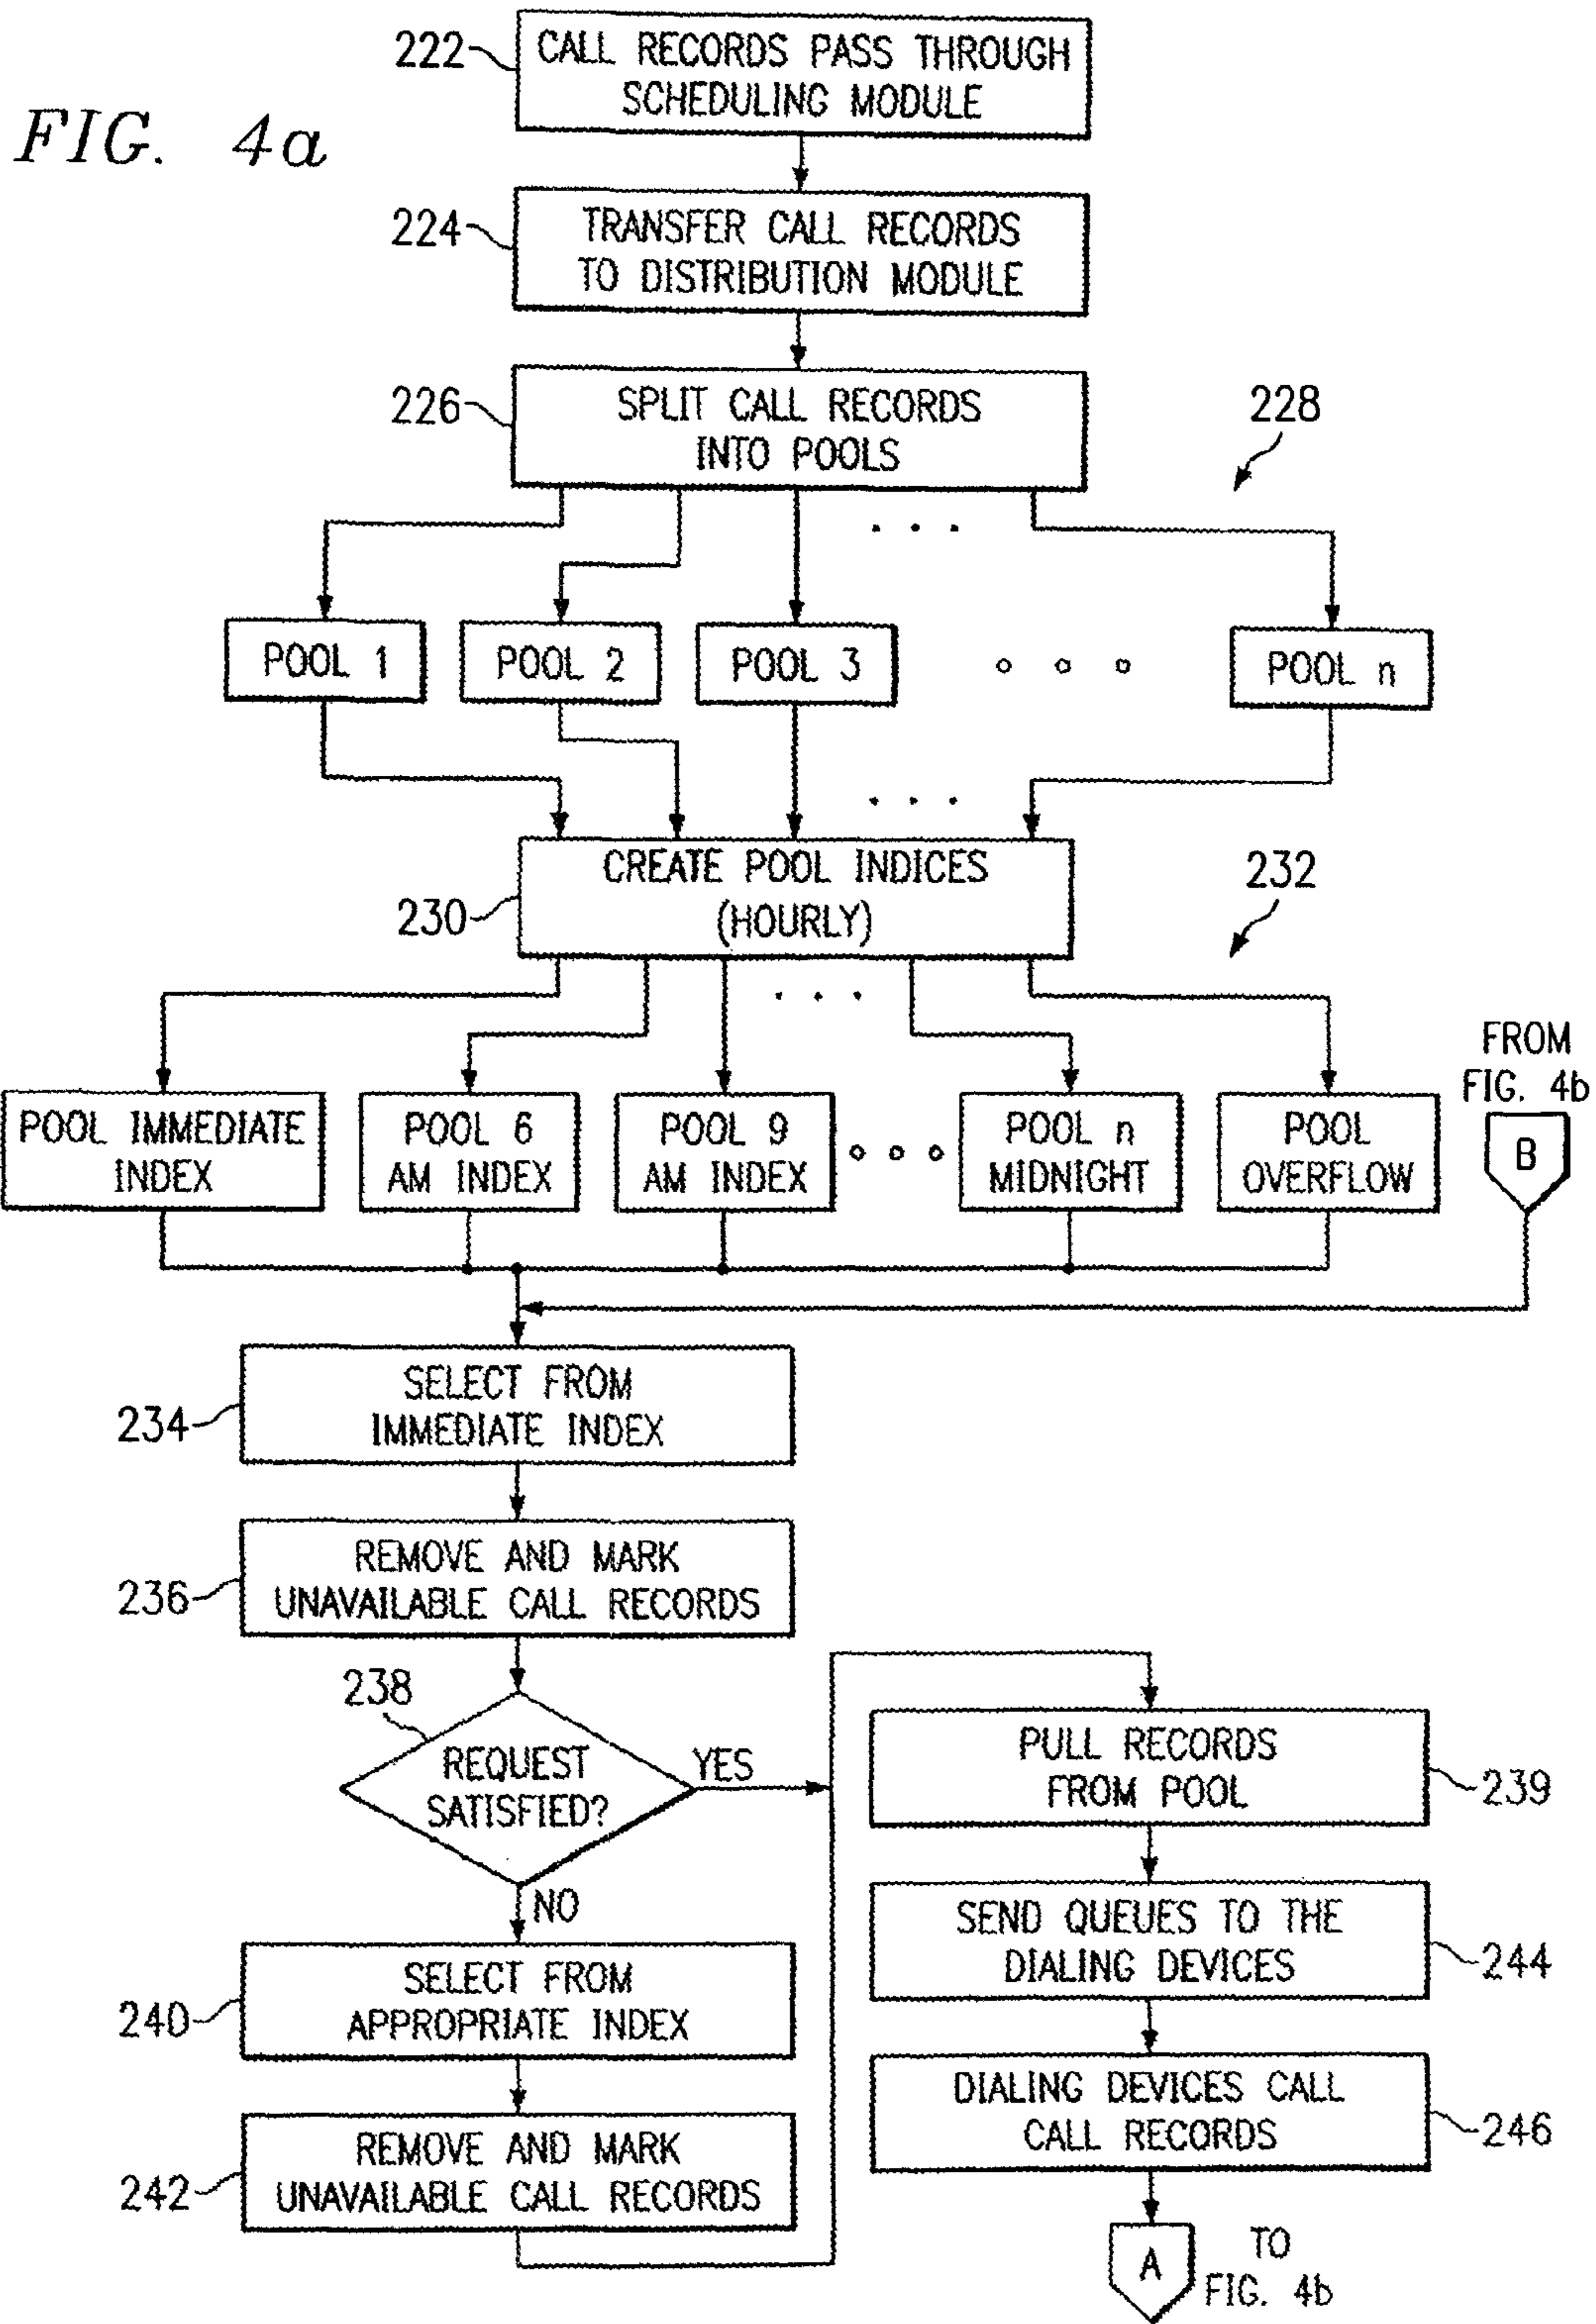 222
CALL RECORDS PASS THROUGH
SCHEDULING MODULE
FIG. 4a
224
TRANSFER CALL RECORDS
TO DISTRIBUTION MODULE
226
SPLIT CALL RECORDS
INTO POOLS
228
POOL 1
POOL 2
POOL 3
POOL n
230
CREATE POOL INDICES
(HOURLY)
232
POOL IMMEDIATE
INDEX
POOL 6
AM INDEX
POOL 9
AM INDEX
POOL n
MIDNIGHT
POOL
OVERFLOW
FROM
FIG. 4b
B
234
SELECT FROM
IMMEDIATE INDEX
236
REMOVE AND MARK
UNAVAILABLE CALL RECORDS
238
REQUEST
SATISFIED?
YES
NO
240
SELECT FROM
APPROPRIATE INDEX
242
REMOVE AND MARK
UNAVAILABLE CALL RECORDS
PULL RECORDS
FROM POOL
239
SEND QUEUES TO THE
DIALING DEVICES
244
DIALING DEVICES CALL
CALL RECORDS
246
A
TO
FIG. 4b